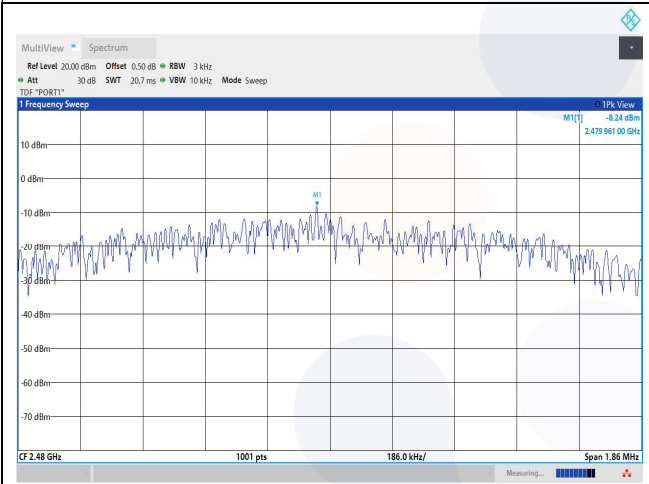 MultiView Spectrum
Ref Level 20.00 dBm Offset 0.50 dB RBW 3 kHz
Att 30 dB SWT 20.7 ms VBW 10 kHz Mode Sweep
TDF "PORT1"
1 Frequency Sweep 1Pk View
M1[1] -8.24 dBm
2.479 961 00 GHz
10 dBm
0 dBm
M1
-10 dBm
-20 dBm
-30 dBm
-40 dBm
-50 dBm
-60 dBm
-70 dBm
CF 2.48 GHz 1001 pts 186.0 kHz/ Span 1.86 MHz
Measuring...